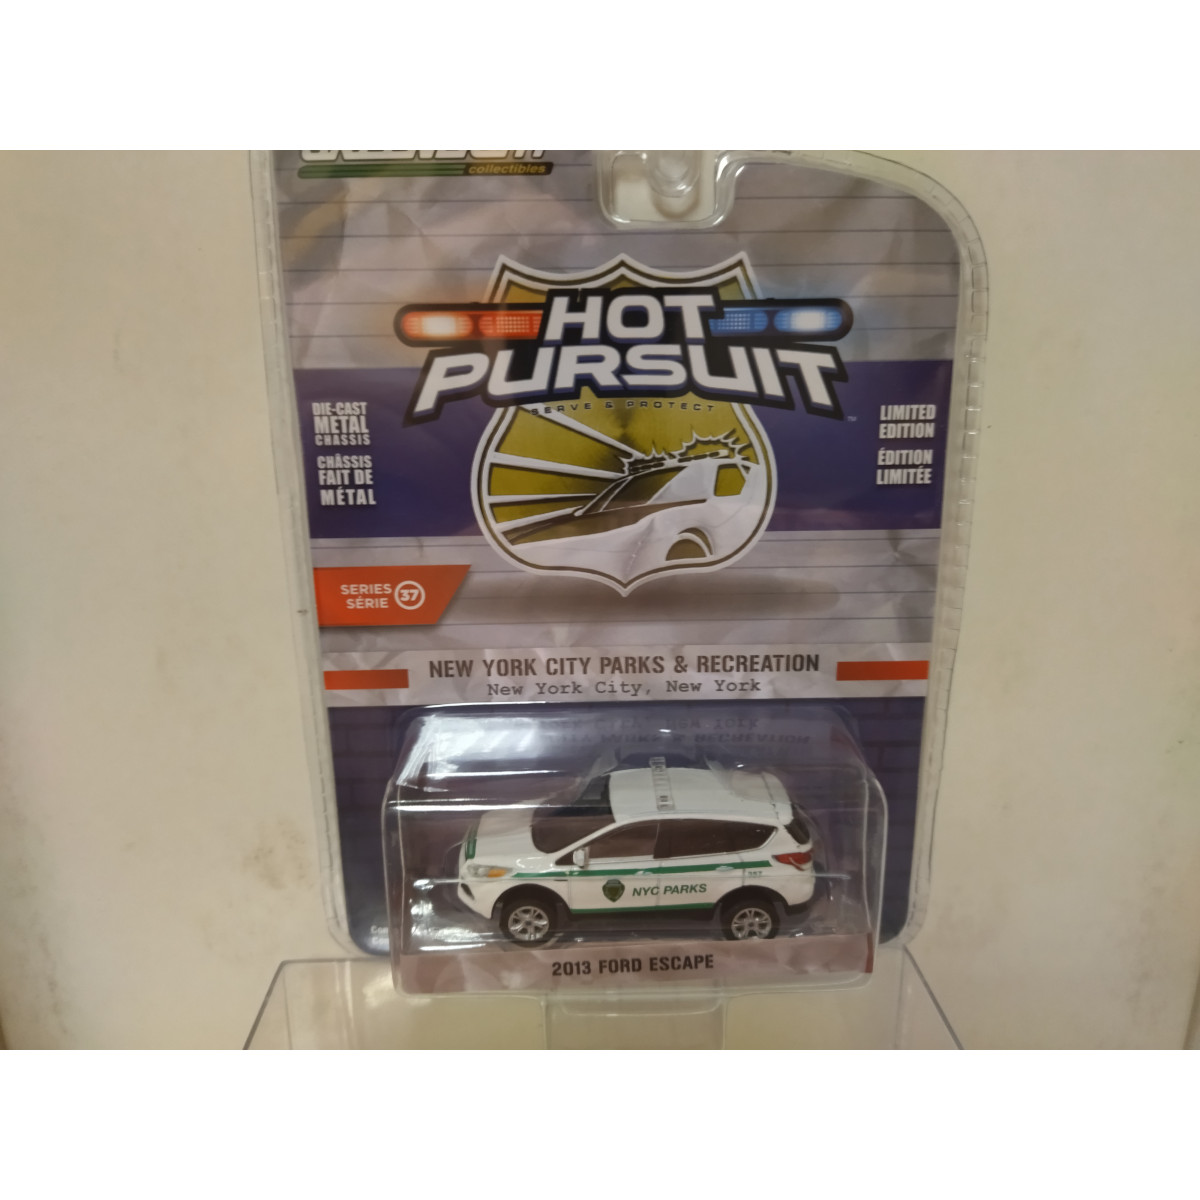 collectibles
HOT
PURSUIT
SERVE & PROTECT
DIE-CAST
METAL
CHASSIS
CHÂSSIS
FAIT DE
MÉTAL
LIMITED
EDITION
ÉDITION
LIMITÉE
SERIES
SÉRIE
37
NEW YORK CITY PARKS & RECREATION
New York City, New York
NYC PARKS
2013 FORD ESCAPE